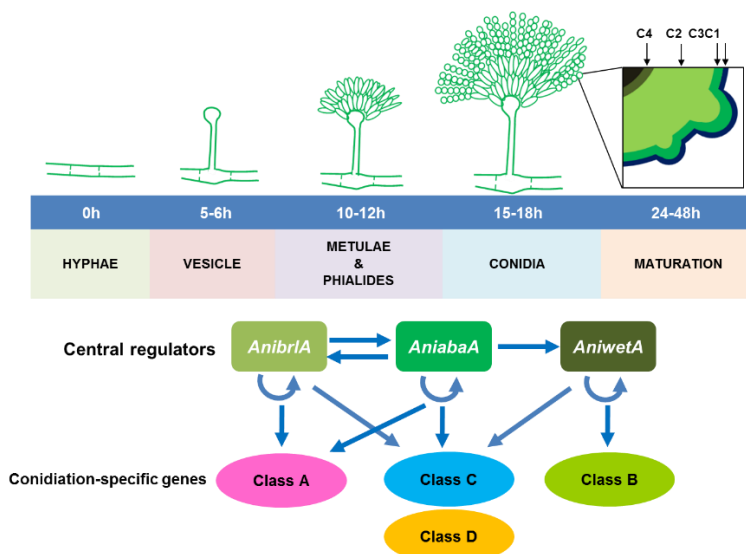 C4 C2 C3C1
0h 5-6h 10-12h 15-18h 24-48h
HYPHAE VESICLE METULAE & PHIALIDES CONIDIA MATURATION
Central regulators AnibrlA AniabaA AniwetA
Conidiation-specific genes Class A Class C Class B
Class D